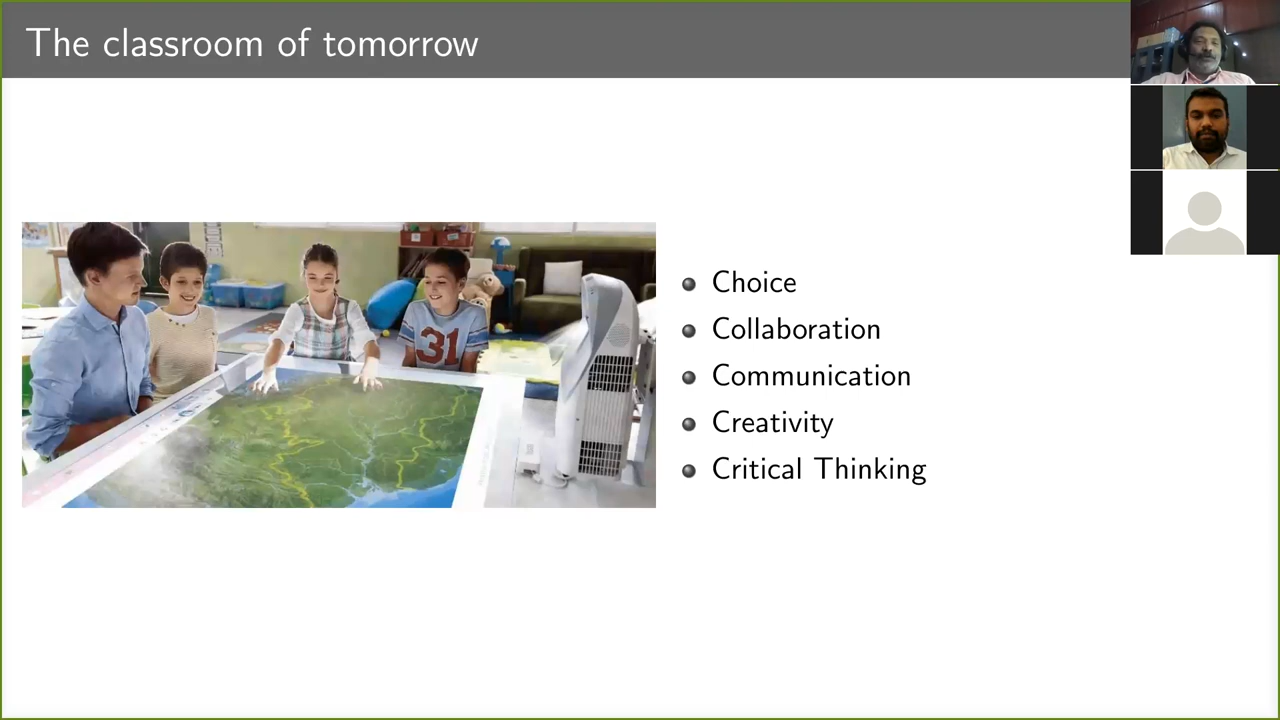 The classroom of tomorrow
31
Choice
Collaboration
Communication
Creativity
Critical Thinking